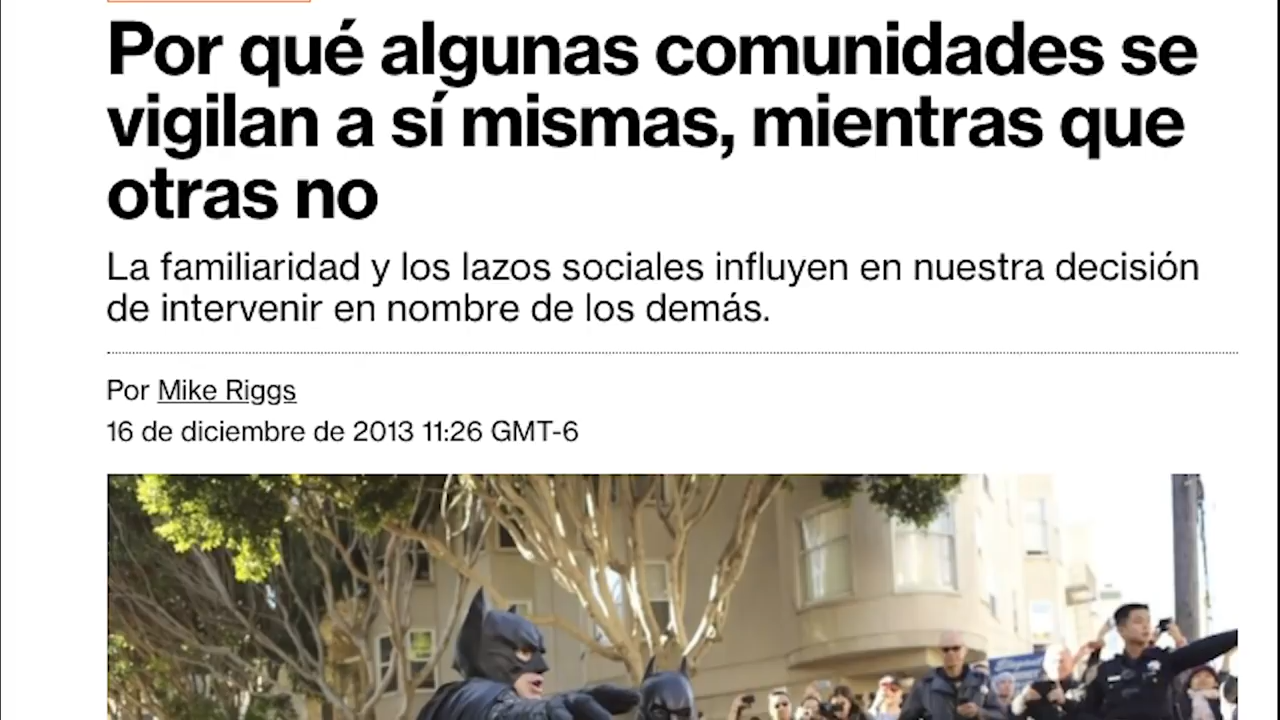 Por qué algunas comunidades se
vigilan a sí mismas, mientras que
otras no
La familiaridad y los lazos sociales influyen en nuestra decisión
de intervenir en nombre de los demás.
Por Mike Riggs
16 de diciembre de 2013 11:26 GMT-6